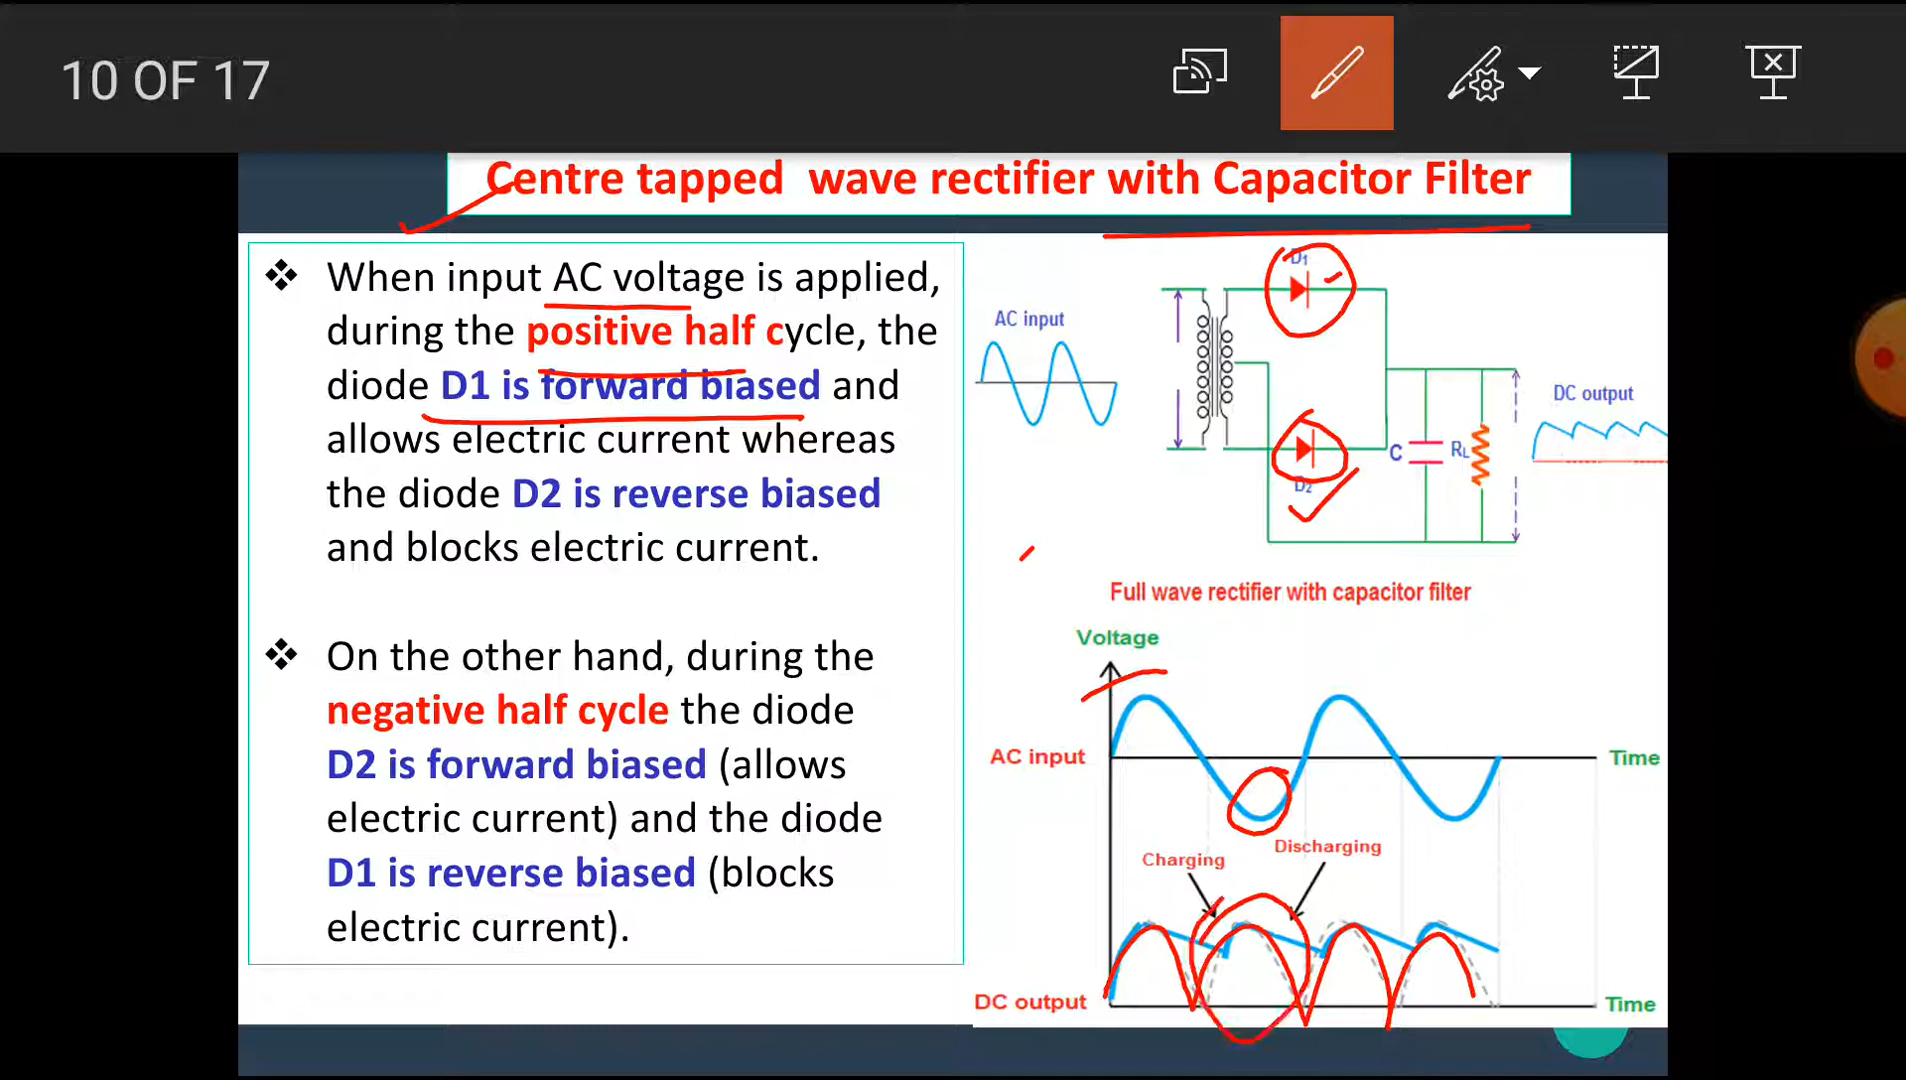 10 OF 17
Centre tapped wave rectifier with Capacitor Filter
❖ When input AC voltage is applied,
during the positive half cycle, the
diode D1 is forward biased and
allows electric current whereas
the diode D2 is reverse biased
and blocks electric current.
❖ On the other hand, during the
negative half cycle the diode
D2 is forward biased (allows
electric current) and the diode
D1 is reverse biased (blocks
electric current).
D1
AC input
DC output
C
RL
D2
Full wave rectifier with capacitor filter
Voltage
AC input
Time
Charging
Discharging
DC output
Time